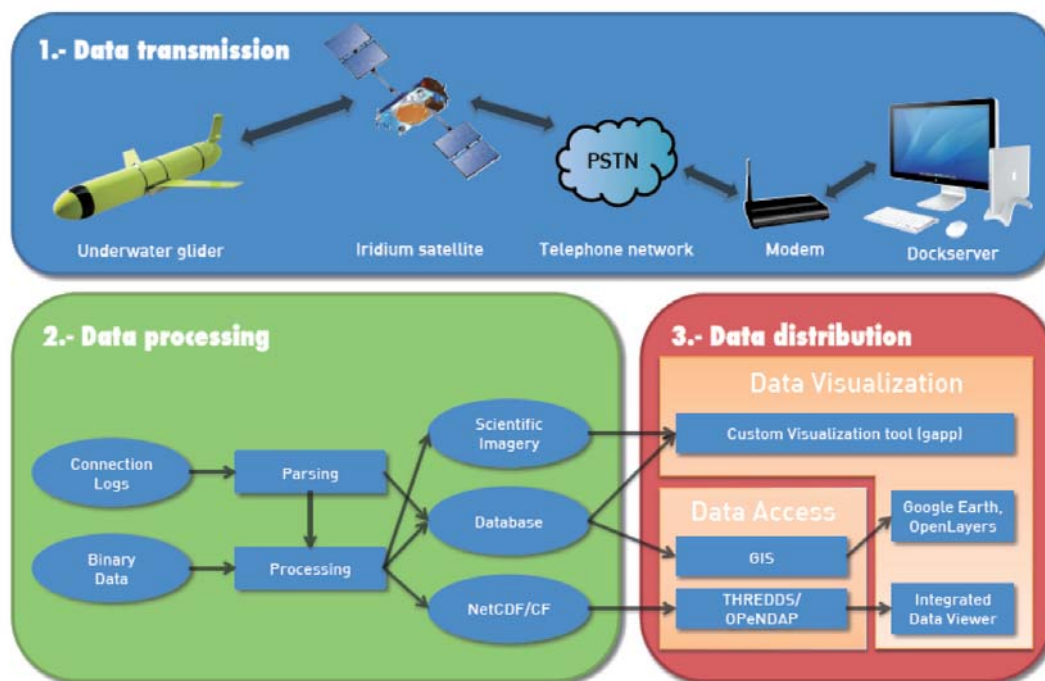 1.- Data transmission
PSTN
Underwater glider
Iridium satellite
Telephone network
Modem
Dockserver
2.- Data processing
Connection
Logs
Binary
Data
Parsing
Processing
Scientific
Imagery
Database
NetCDF/CF
3.- Data distribution
Data Visualization
Custom Visualization tool (gapp)
Data Access
GIS
THREDDS/
OPeNDAP
Google Earth,
OpenLayers
Integrated
Data Viewer